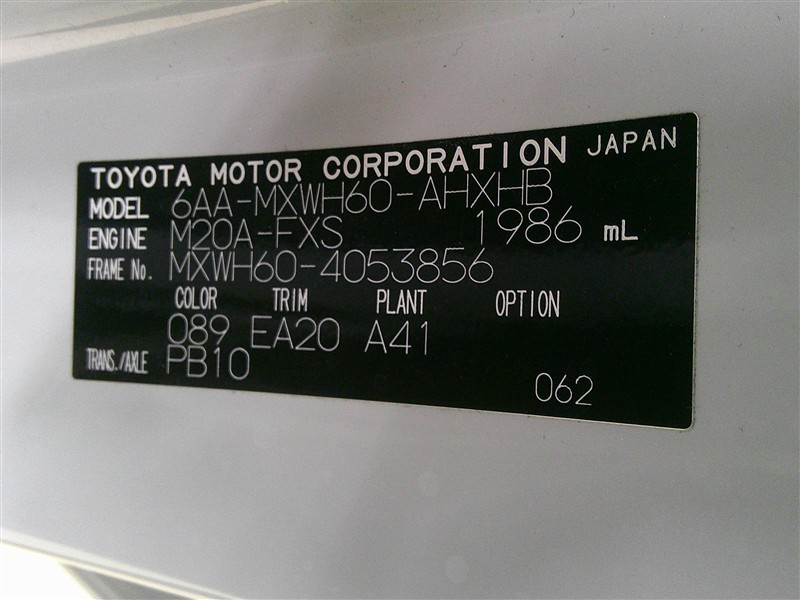 TOYOTA MOTOR CORPORATION JAPAN
MODEL 6AA-MXWH60-AHXHB
ENGINE M20A-FXS 1986 mL
FRAME No. MXWH60-4053856
COLOR TRIM PLANT OPTION
089 EA20 A41
TRANS./AXLE PB10
062